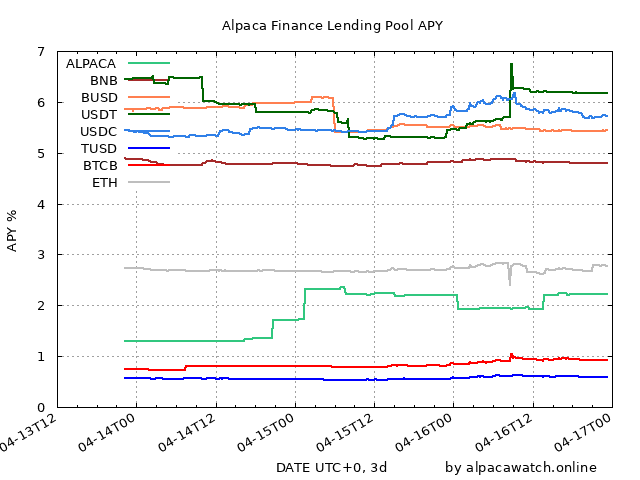 Alpaca Finance Lending Pool APY
7
6
5
4
3
2
1
0
APY %
ALPACA
BNB
BUSD
USDT
USDC
TUSD
BTCB
ETH
04-13T12
04-14T00
04-14T12
04-15T00
04-15T12
04-16T00
04-16T12
04-17T00
DATE UTC+0, 3d
by alpacawatch.online